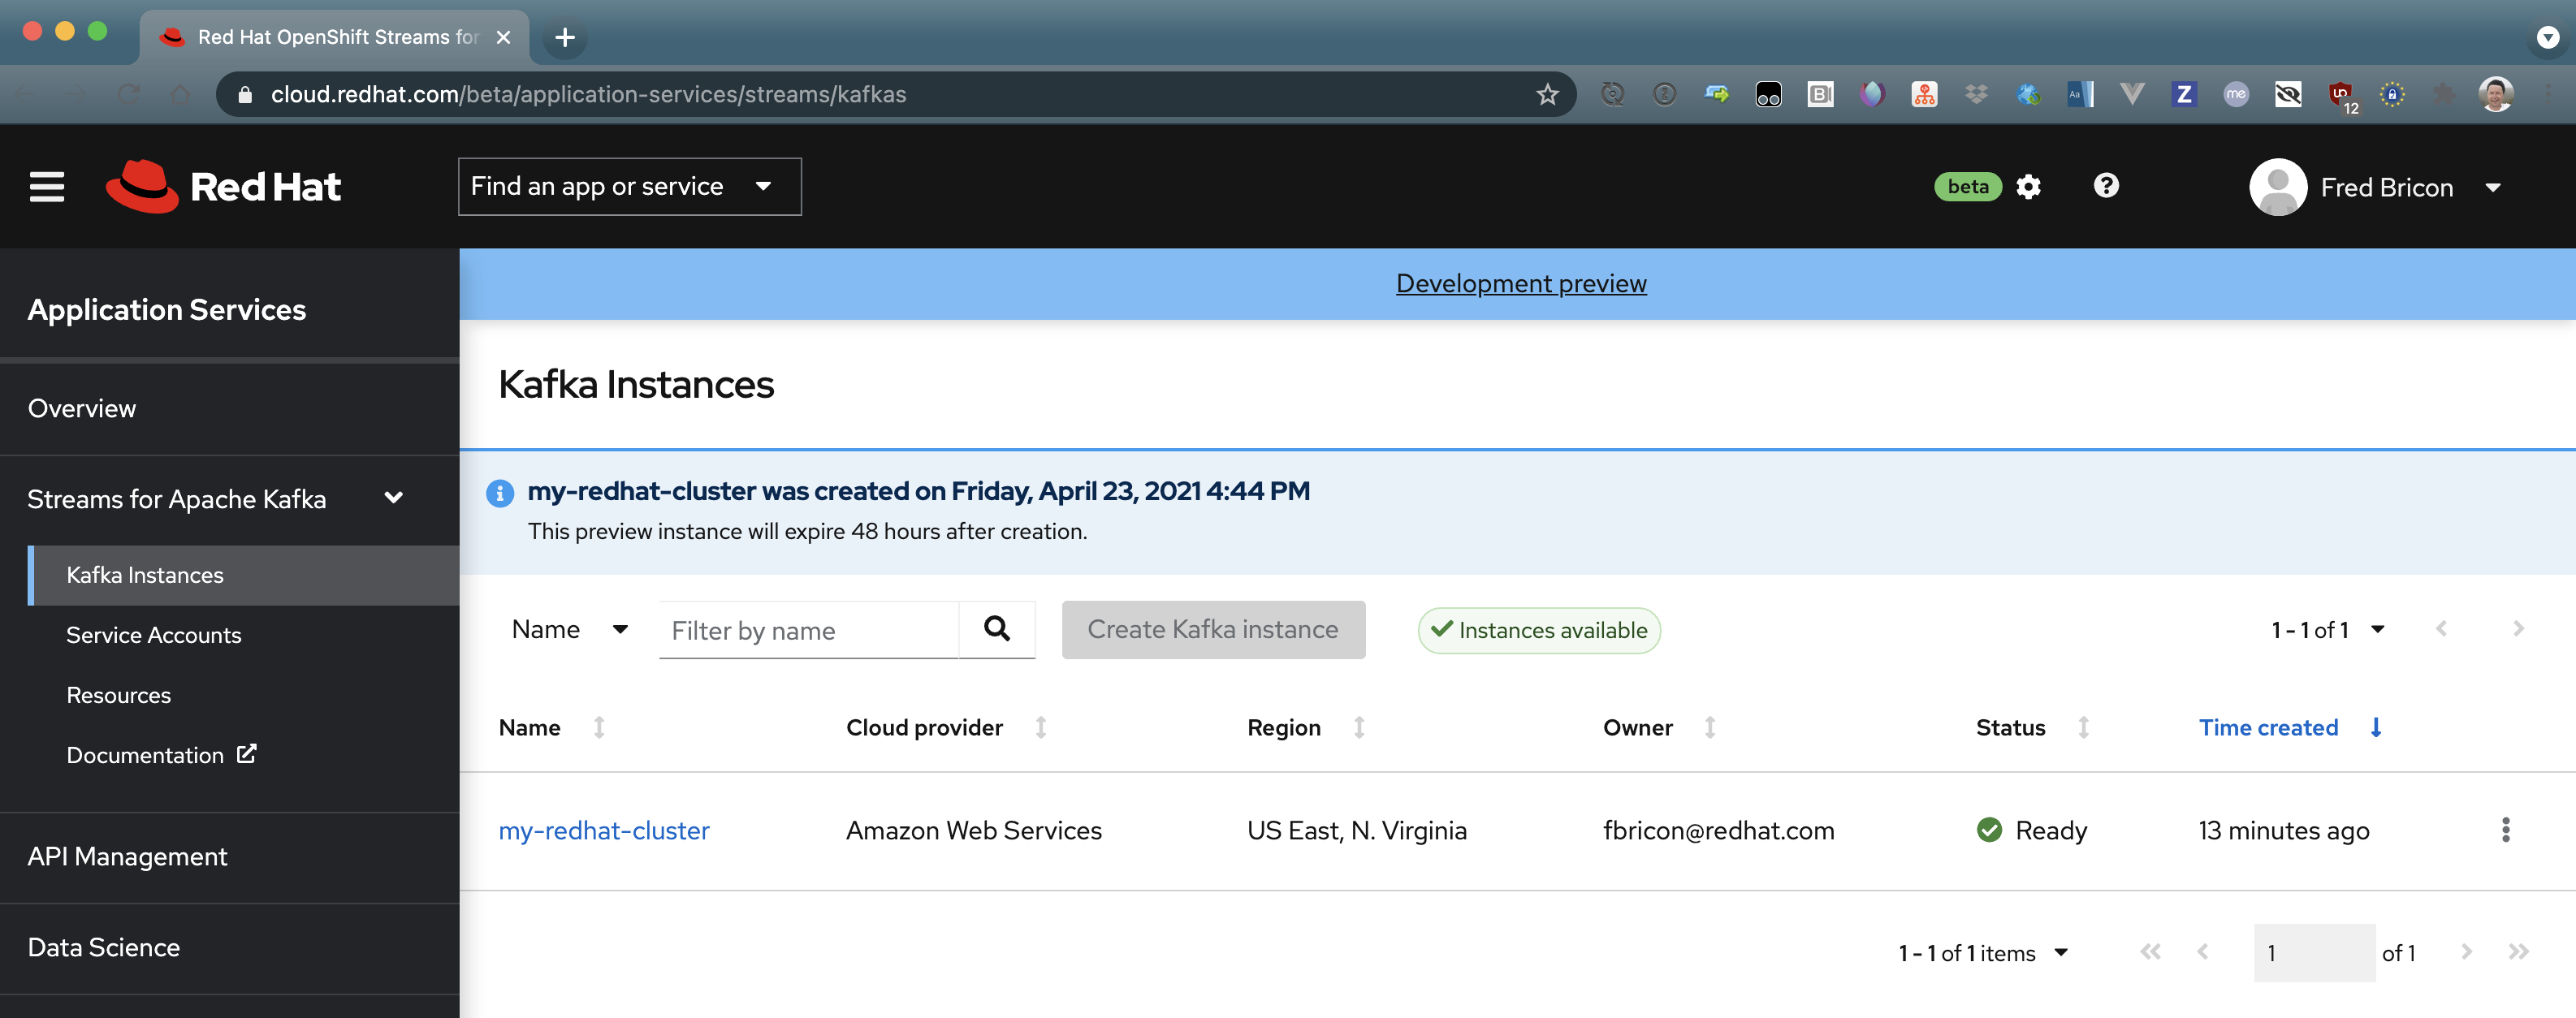 Red Hat OpenShift Streams for
cloud.redhat.com/beta/application-services/streams/kafkas
12
Red Hat
Find an app or service
beta
Fred Bricon
Application Services
Overview
Streams for Apache Kafka
Kafka Instances
Service Accounts
Resources
Documentation
API Management
Data Science
Development preview
Kafka Instances
my-redhat-cluster was created on Friday, April 23, 2021 4:44 PM
This preview instance will expire 48 hours after creation.
Name
Filter by name
Create Kafka instance
Instances available
1 - 1 of 1
Name Cloud provider Region Owner Status Time created
my-redhat-cluster Amazon Web Services US East, N. Virginia fbricon@redhat.com Ready 13 minutes ago
1 - 1 of 1 items
1 of 1